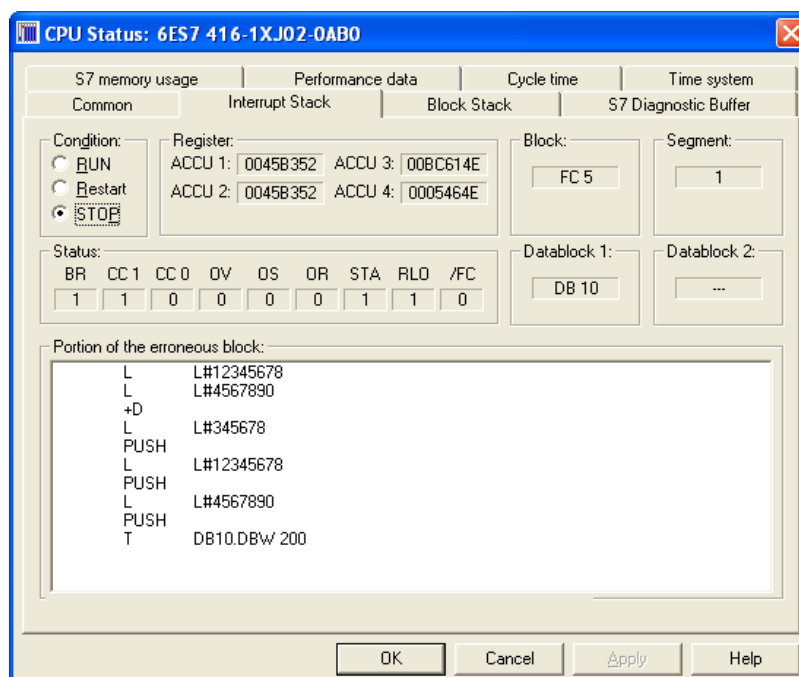 CPU Status: 6ES7 416-1XJ02-0AB0
S7 memory usage Performance data Cycle time Time system
Common Interrupt Stack Block Stack S7 Diagnostic Buffer
Condition: Register: Block: Segment:
RUN ACCU 1: 0045B352 ACCU 3: 00BC614E FC 5 1
Restart ACCU 2: 0045B352 ACCU 4: 0005464E
STOP
Status: Datablock 1: Datablock 2:
BR CC 1 CC 0 OV OS OR STA RLO /FC
1 1 0 0 0 0 1 1 0 DB 10 ---
Portion of the erroneous block:
L L#12345678
L L#4567890
+D
L L#345678
PUSH
L L#12345678
PUSH
L L#4567890
PUSH
T DB10.DBW 200
OK Cancel Apply Help